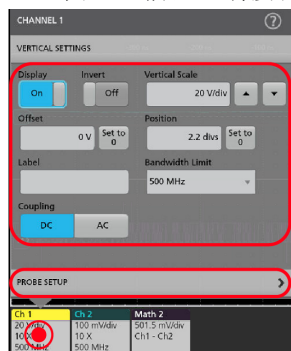 CHANNEL 1
?
VERTICAL SETTINGS
Display Invert Vertical Scale
On Off 20 V/div
Offset Position
0 V Set to 0 2.2 divs Set to 0
Label Bandwidth Limit
500 MHz
Coupling
DC AC
PROBE SETUP
Ch 1 Ch 2 Math 2
20 V/div 100 mV/div 501.5 mV/div
10 X 10 X Ch1 - Ch2
500 MHz 500 MHz